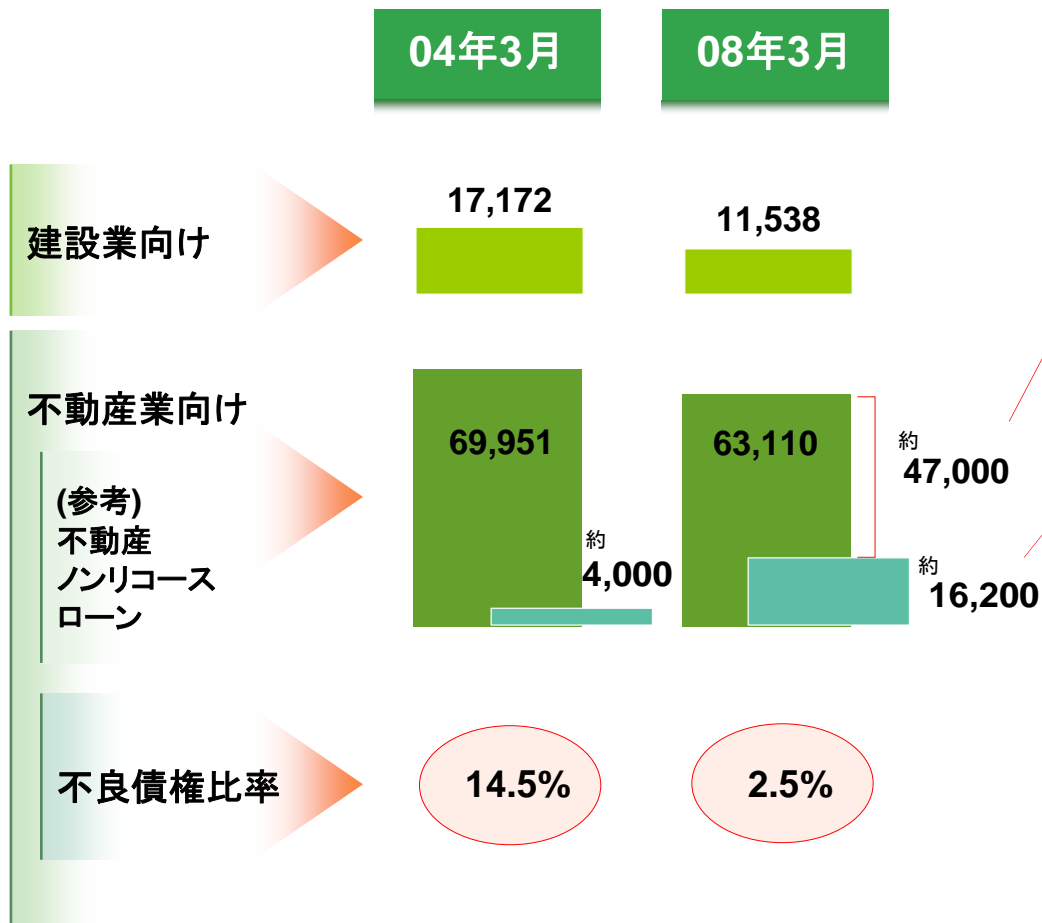 04年3月
08年3月
建設業向け
17,172
11,538
不動産業向け
69,951
63,110
約
47,000
(参考)
不動産
ノンリコース
ローン
約
4,000
約
16,200
不良債権比率
14.5%
2.5%